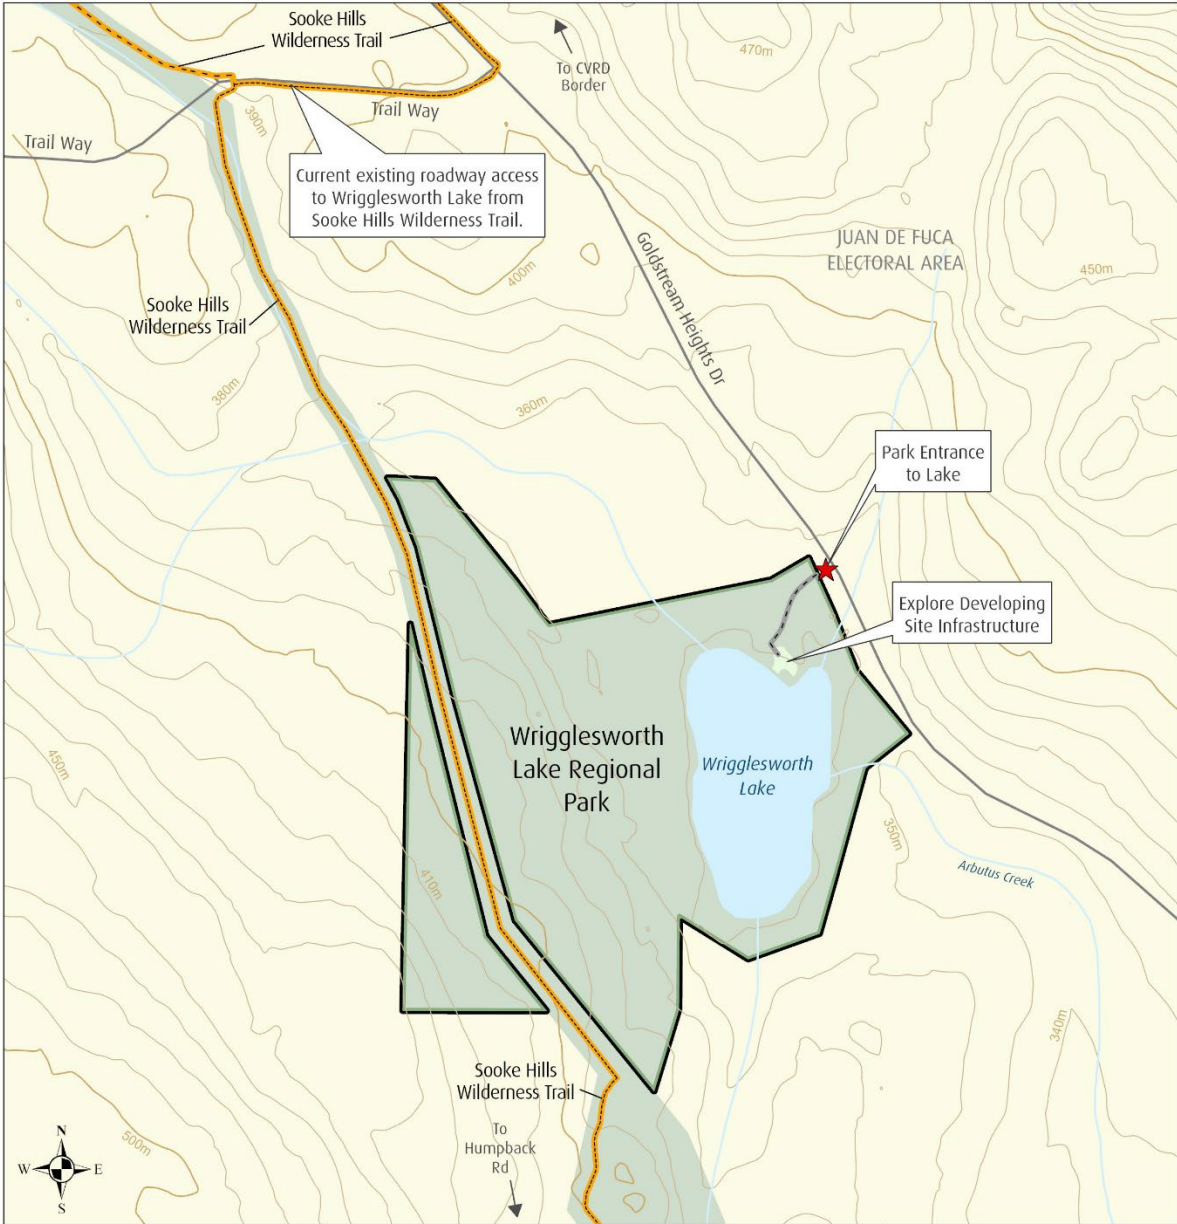 Sooke Hills
Wilderness Trail
To CVRD
Border
470m
Trail Way
390m
Trail Way
Current existing roadway access
to Wrigglesworth Lake from
Sooke Hills Wilderness Trail.
Goldstream Heights Dr
JUAN DE FUCA
ELECTORAL AREA
450m
400m
Sooke Hills
Wilderness Trail
380m
360m
Park Entrance
to Lake
Explore Developing
Site Infrastructure
Wrigglesworth
Lake Regional
Park
Wrigglesworth
Lake
450m
350m
Arbutus Creek
410m
340m
Sooke Hills
Wilderness Trail
To
Humpback
Rd
500m
N
W E
S